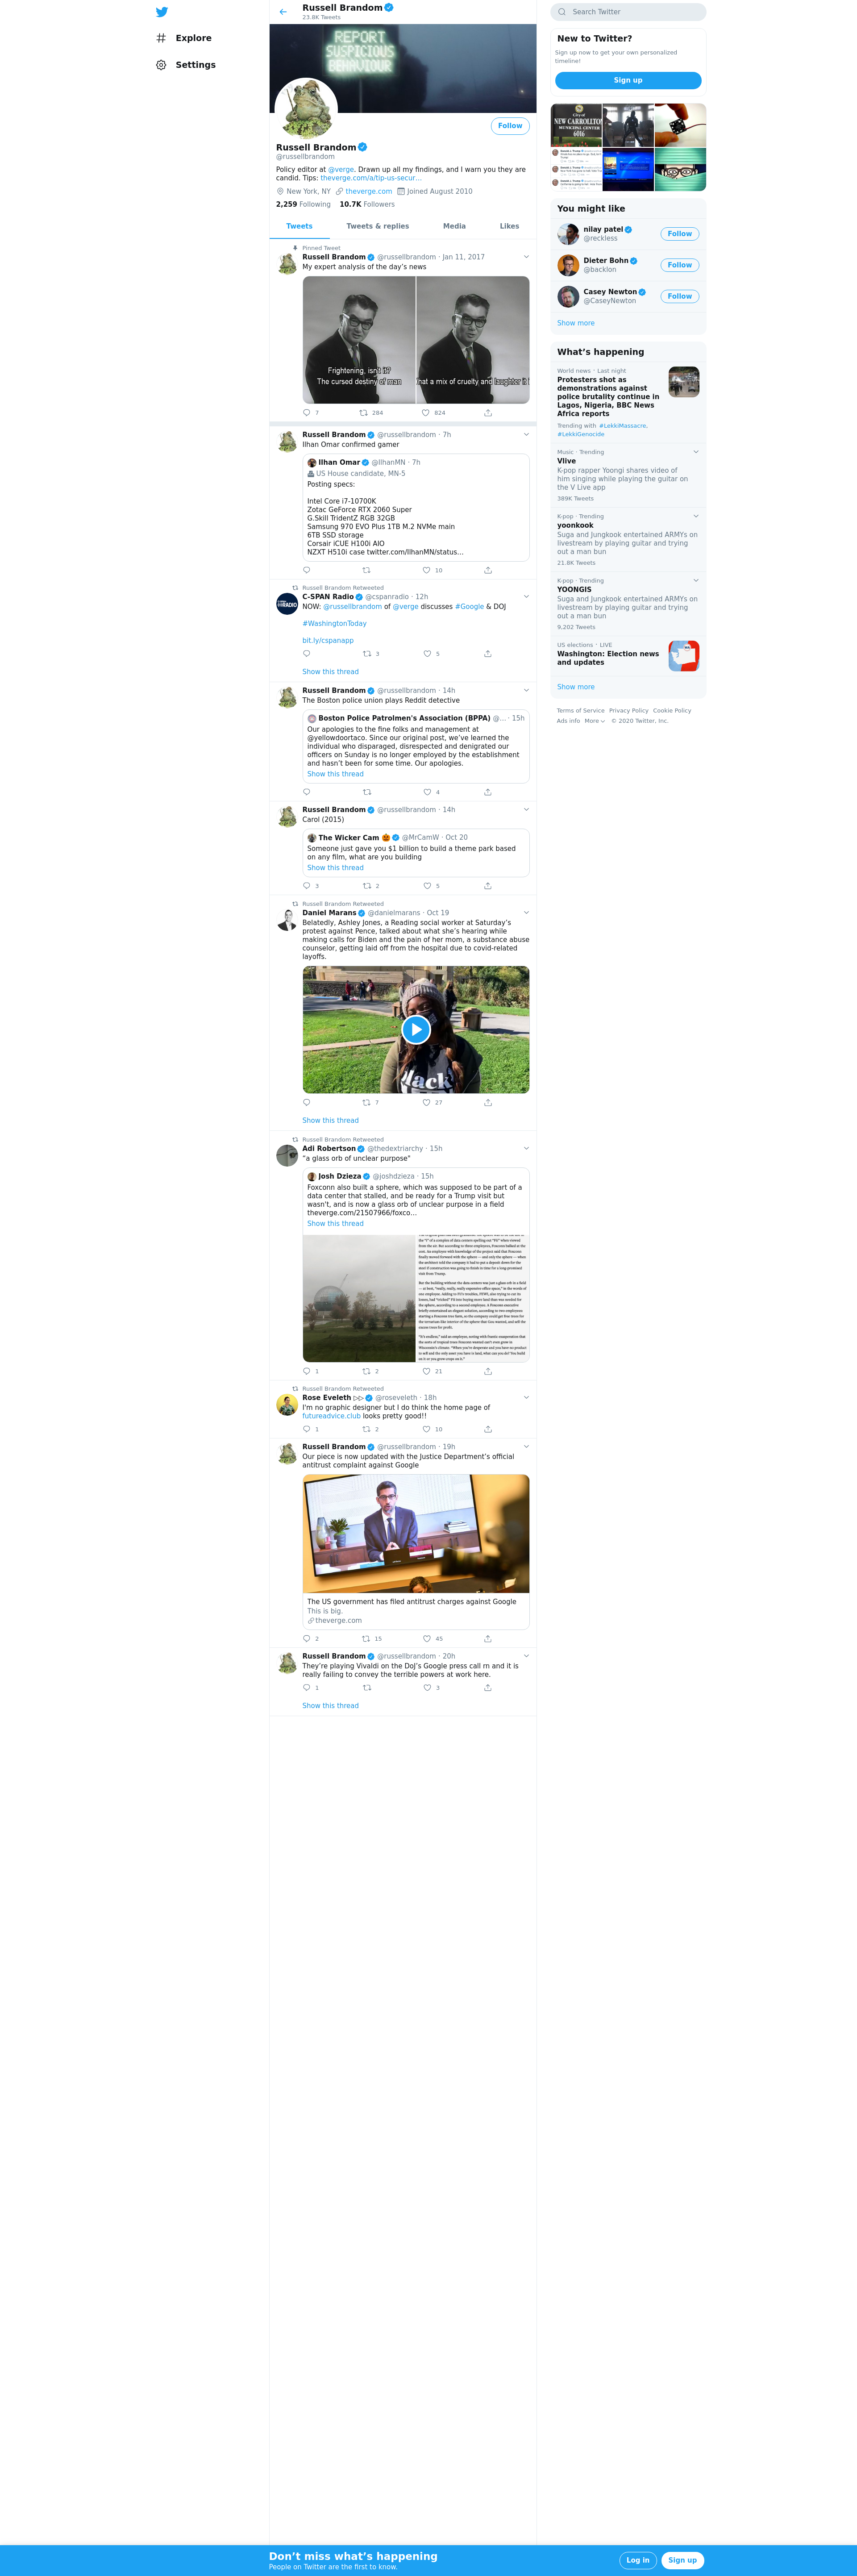 Explore
Settings
Russell Brandom
23.8K Tweets
REPORT
SUSPICIOUS
BEHAVIOUR
Follow
Russell Brandom
@russellbrandom
Policy editor at @verge. Drawn up all my findings, and I warn you they are
candid. Tips: theverge.com/a/tip-us-secur…
New York, NY theverge.com Joined August 2010
2,259 Following 10.7K Followers
Tweets Tweets & replies Media Likes
Pinned Tweet
Russell Brandom @russellbrandom · Jan 11, 2017
My expert analysis of the day’s news
Frightening, isn't it?
The cursed destiny of man
that a mix of cruelty and laughter it i
7 284 824
Russell Brandom @russellbrandom · 7h
Ilhan Omar confirmed gamer
Ilhan Omar @IlhanMN · 7h
US House candidate, MN-5
Posting specs:
Intel Core i7-10700K
Zotac GeForce RTX 2060 Super
G.Skill TridentZ RGB 32GB
Samsung 970 EVO Plus 1TB M.2 NVMe main
6TB SSD storage
Corsair iCUE H100i AIO
NZXT H510i case twitter.com/IlhanMN/status…
10
Russell Brandom Retweeted
RADIO
C-SPAN Radio @cspanradio · 12h
NOW: @russellbrandom of @verge discusses #Google & DOJ
#WashingtonToday
bit.ly/cspanapp
3 5
Show this thread
Russell Brandom @russellbrandom · 14h
The Boston police union plays Reddit detective
Boston Police Patrolmen's Association (BPPA) @… · 15h
Our apologies to the fine folks and management at
@yellowdoortaco. Since our original post, we’ve learned the
individual who disparaged, disrespected and denigrated our
officers on Sunday is no longer employed by the establishment
and hasn’t been for some time. Our apologies.
Show this thread
4
Russell Brandom @russellbrandom · 14h
Carol (2015)
The Wicker Cam 🎃 @MrCamW · Oct 20
Someone just gave you $1 billion to build a theme park based
on any film, what are you building
Show this thread
3 2 5
Russell Brandom Retweeted
Daniel Marans @danielmarans · Oct 19
Belatedly, Ashley Jones, a Reading social worker at Saturday’s
protest against Pence, talked about what she’s hearing while
making calls for Biden and the pain of her mom, a substance abuse
counselor, getting laid off from the hospital due to covid-related
layoffs.
Black
7 27
Show this thread
Russell Brandom Retweeted
Adi Robertson @thedextriarchy · 15h
"a glass orb of unclear purpose"
Josh Dzieza @joshdzieza · 15h
Foxconn also built a sphere, which was supposed to be part of a
data center that stalled, and be ready for a Trump visit but
wasn’t, and is now a glass orb of unclear purpose in a field
theverge.com/21507966/foxco…
Show this thread
1 2 21
Russell Brandom Retweeted
Rose Eveleth ▷▷ @roseveleth · 18h
I'm no graphic designer but I do think the home page of
futureadvice.club looks pretty good!!
1 2 10
Russell Brandom @russellbrandom · 19h
Our piece is now updated with the Justice Department’s official
antitrust complaint against Google
The US government has filed antitrust charges against Google
This is big.
theverge.com
2 15 45
Russell Brandom @russellbrandom · 20h
They’re playing Vivaldi on the DoJ’s Google press call rn and it is
really failing to convey the terrible powers at work here.
1 3
Show this thread
Search Twitter
New to Twitter?
Sign up now to get your own personalized
timeline!
Sign up
City of
NEW CARROLLTON
MUNICIPAL CENTER
6016
You might like
nilay patel
@reckless
Follow
Dieter Bohn
@backlon
Follow
Casey Newton
@CaseyNewton
Follow
Show more
What’s happening
World news · Last night
Protesters shot as
demonstrations against
police brutality continue in
Lagos, Nigeria, BBC News
Africa reports
Trending with #LekkiMassacre,
#LekkiGenocide
Music · Trending
Vlive
K-pop rapper Yoongi shares video of
him singing while playing the guitar on
the V Live app
389K Tweets
K-pop · Trending
yoonkook
Suga and Jungkook entertained ARMYs on
livestream by playing guitar and trying
out a man bun
21.8K Tweets
K-pop · Trending
YOONGIS
Suga and Jungkook entertained ARMYs on
livestream by playing guitar and trying
out a man bun
9,202 Tweets
US elections · LIVE
Washington: Election news
and updates
Show more
Terms of Service Privacy Policy Cookie Policy
Ads info More © 2020 Twitter, Inc.
Don’t miss what’s happening
People on Twitter are the first to know.
Log in
Sign up